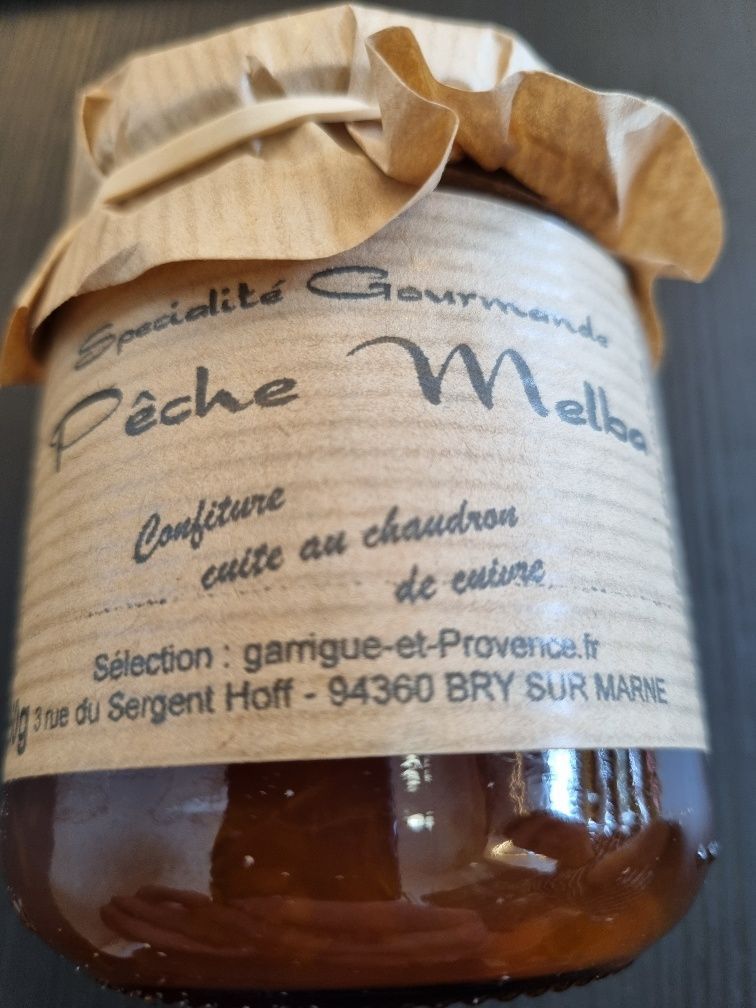 Specialité Gourmande
Pêche Melba
Confiture
cuite au chaudron
de cuivre
Sélection : garrigue-et-Provence.fr
3 rue du Sergent Hoff - 94360 BRY SUR MARNE